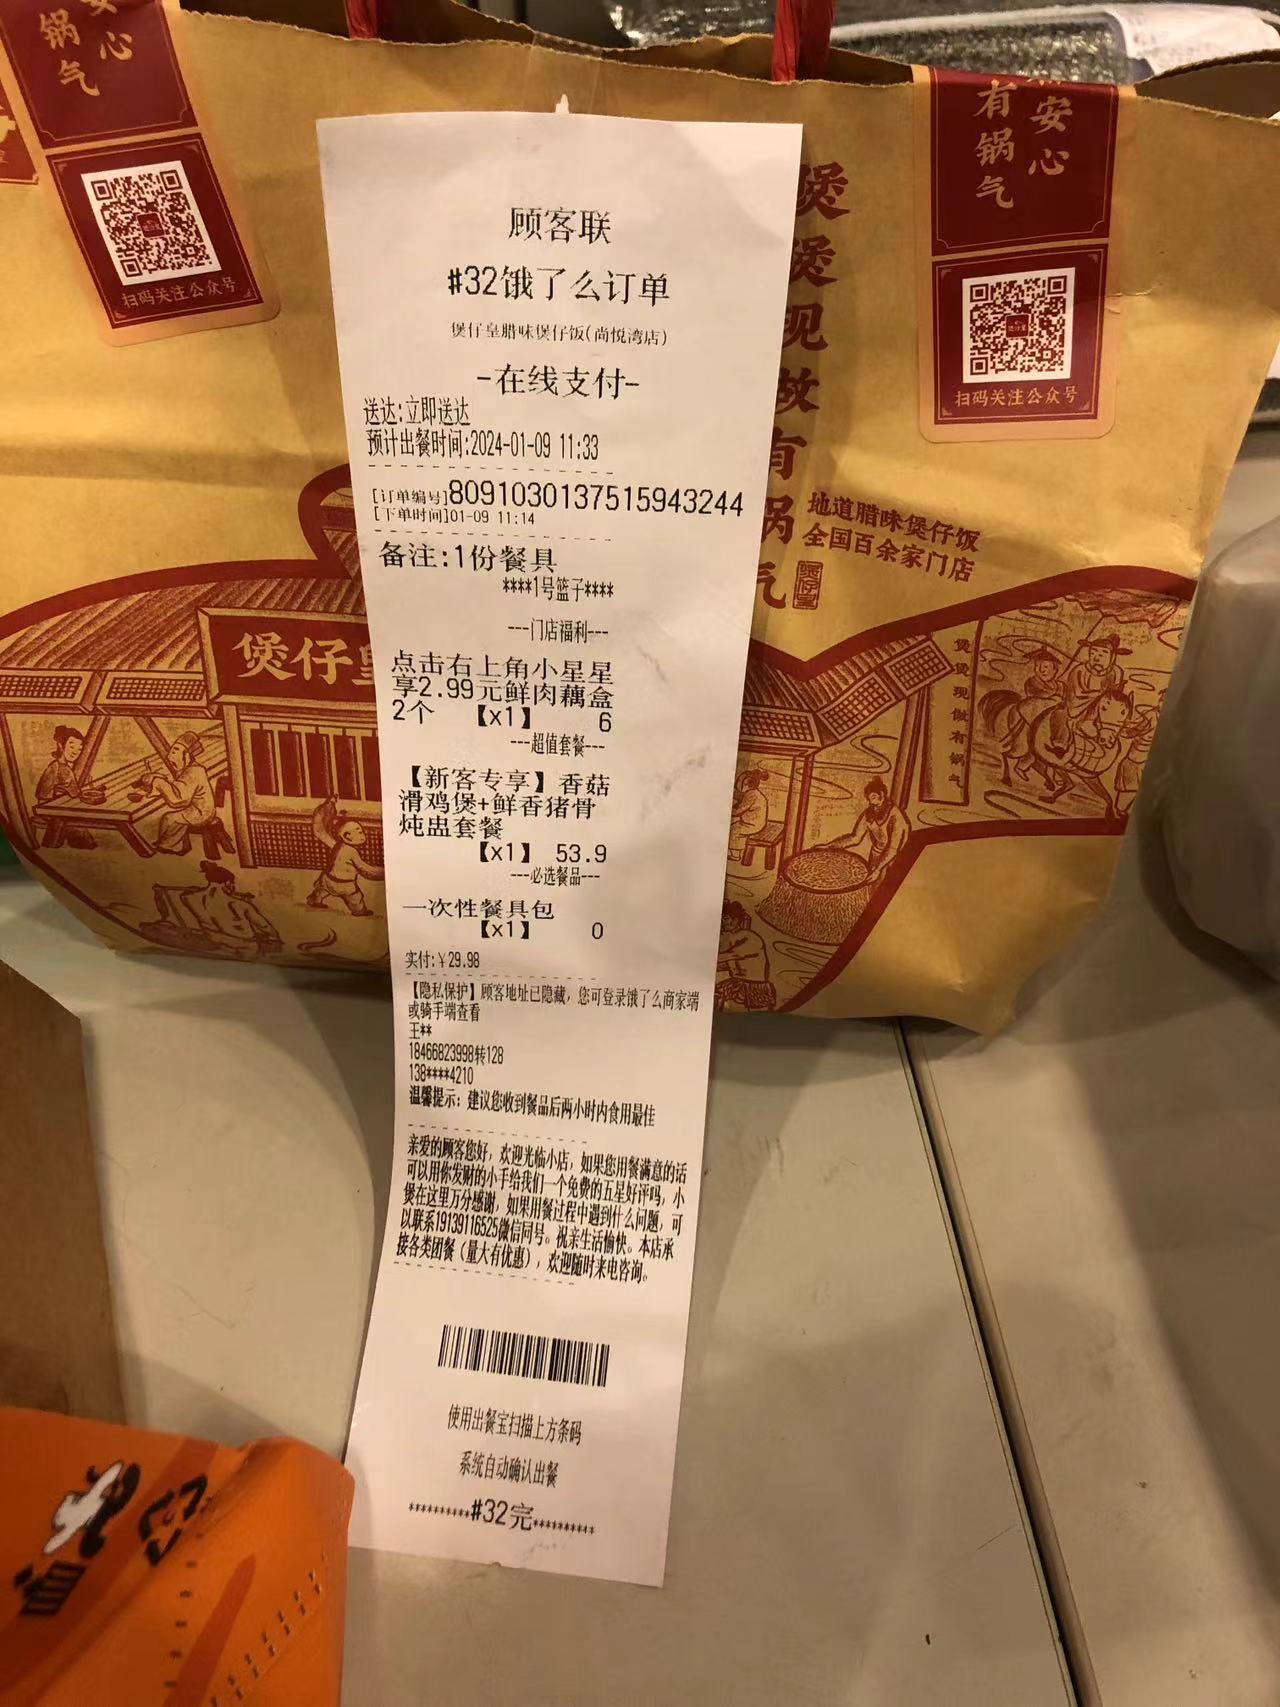 锅气
安心
扫码关注公众号
有锅气
安心
扫码关注公众号
煲煲现做有锅气
煲仔皇
地道腊味煲仔饭
全国百余家门店
煲仔皇
煲煲现做有锅气
顾客联
#32饿了么订单
煲仔皇腊味煲仔饭(尚悦湾店)
-在线支付-
送达:立即送达
预计出餐时间:2024-01-09 11:33
[订单编号]8091030137515943244
[下单时间]01-09 11:14
备注:1份餐具
****1号篮子****
---门店福利---
点击右上角小星星
享2.99元鲜肉藕盒
2个 【x1】 6
---超值套餐---
【新客专享】香菇
滑鸡煲+鲜香猪骨
炖盅套餐
【x1】 53.9
---必选餐品---
一次性餐具包
【x1】 0
实付:¥29.98
【隐私保护】顾客地址已隐藏，您可登录饿了么商家端
或骑手端查看
王**
18466823998转128
138****4210
温馨提示：建议您收到餐品后两小时内食用最佳
亲爱的顾客您好，欢迎光临小店，如果您用餐满意的话
可以用你发财的小手给我们一个免费的五星好评吗，小
煲在这里万分感谢，如果用餐过程中遇到什么问题，可
以联系19139116525微信同号。祝亲生活愉快。本店承
接各类团餐（量大有优惠），欢迎随时来电咨询。
使用出餐宝扫描上方条码
系统自动确认出餐
**********#32完**********